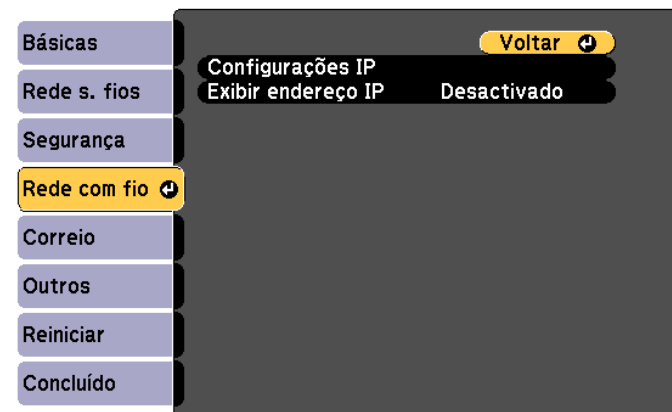 Básicas
Rede s. fios
Segurança
Rede com fio
Correio
Outros
Reiniciar
Concluído
Voltar
Configurações IP
Exibir endereço IP Desactivado